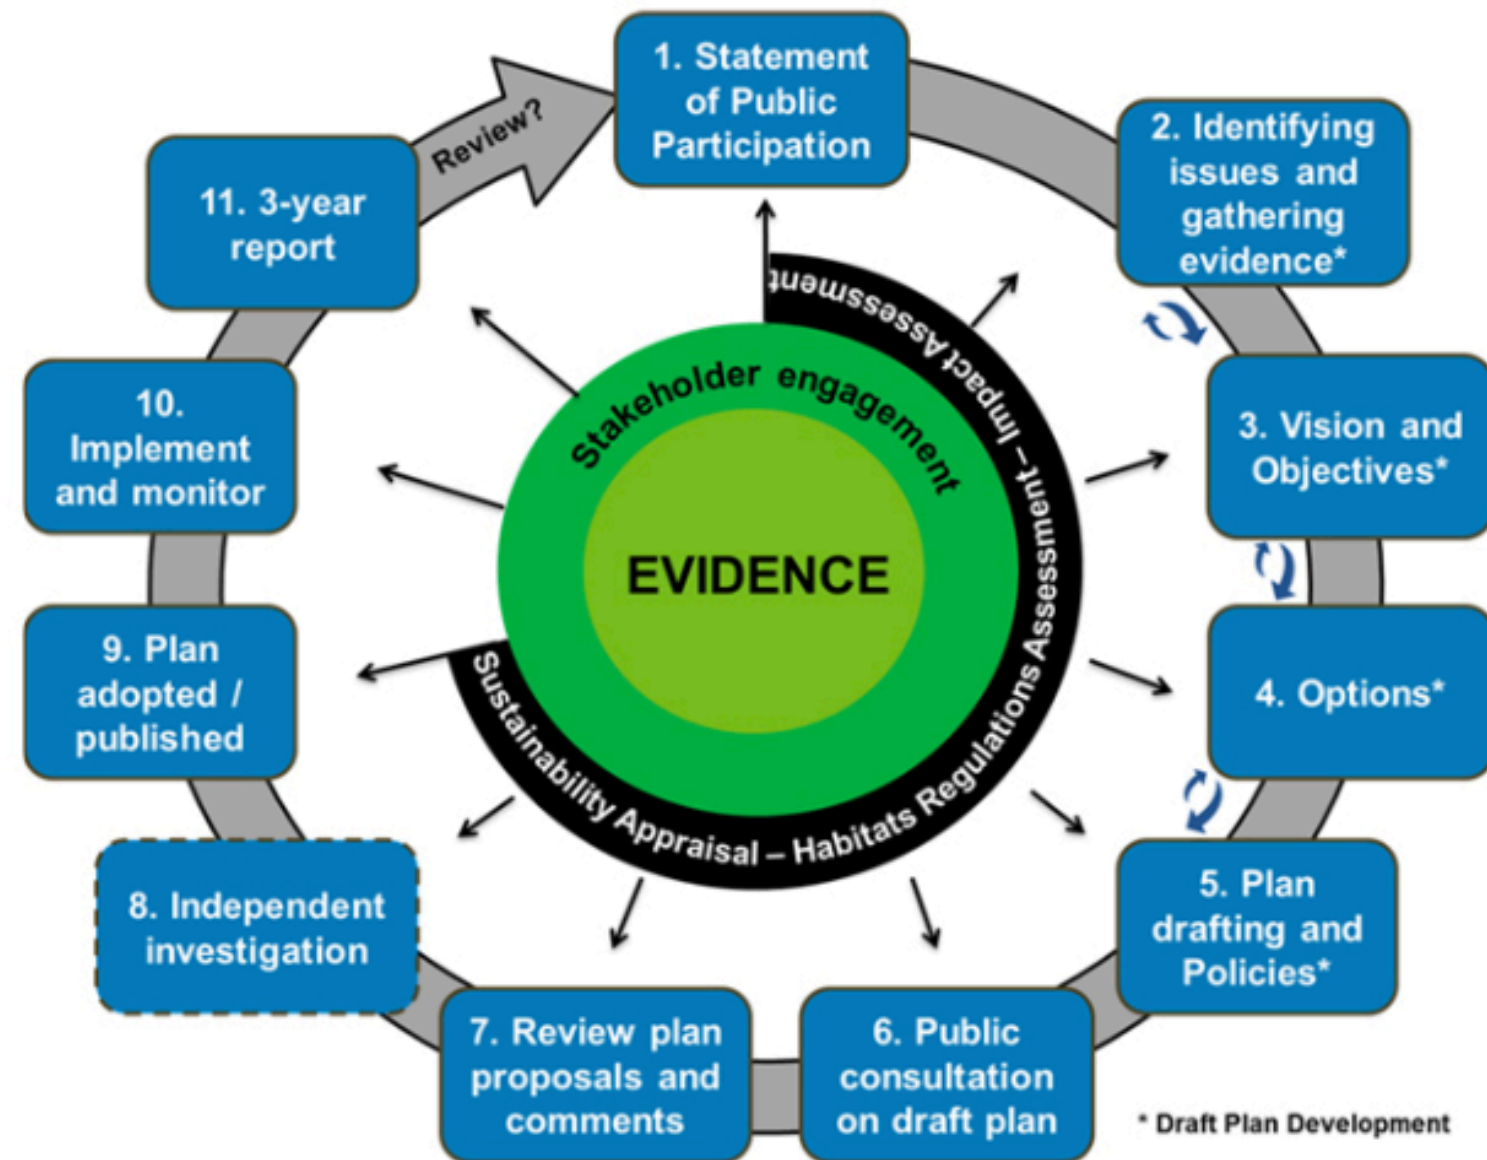 1. Statement
of Public
Participation
2. Identifying
issues and
gathering
evidence*
3. Vision and
Objectives*
4. Options*
5. Plan
drafting and
Policies*
6. Public
consultation
on draft plan
7. Review plan
proposals and
comments
8. Independent
investigation
9. Plan
adopted /
published
10.
Implement
and monitor
11. 3-year
report
Review?
Stakeholder engagement
EVIDENCE
Sustainability Appraisal – Habitats Regulations Assessment – Impact Assessment
* Draft Plan Development